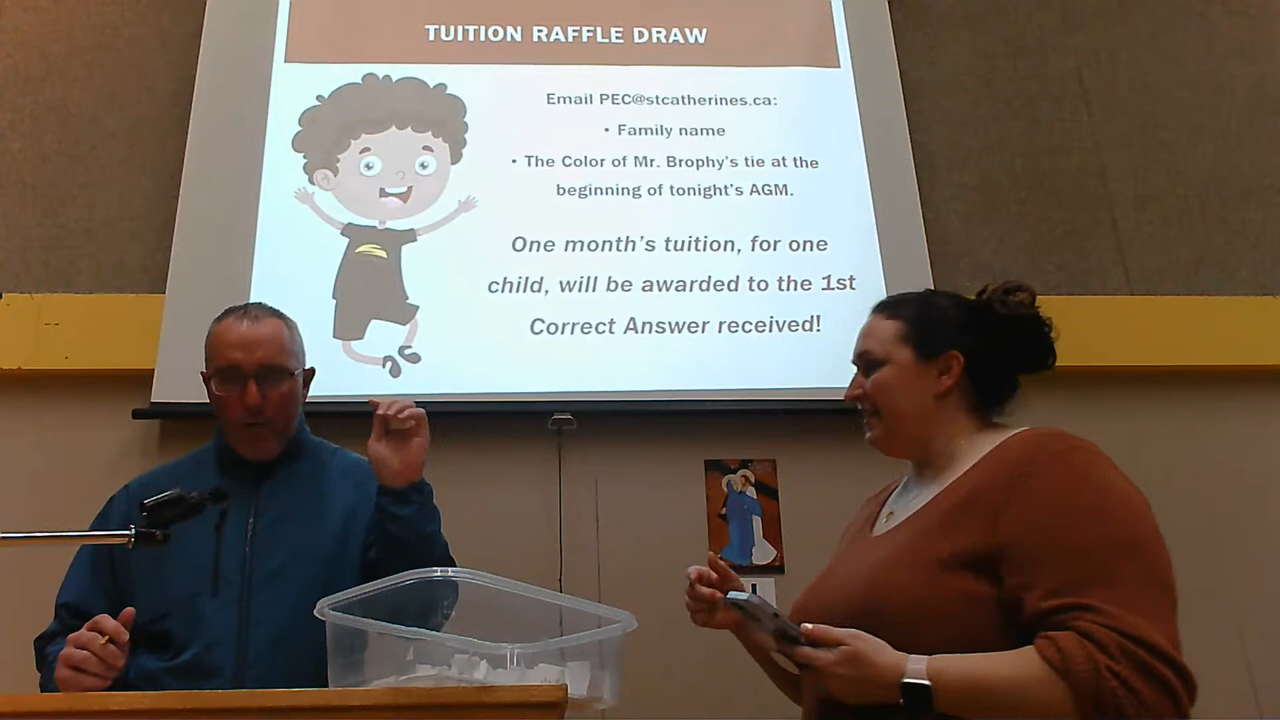 TUITION RAFFLE DRAW
Email PEC@stcatherines.ca:
• Family name
• The Color of Mr. Brophy's tie at the
beginning of tonight's AGM.
One month's tuition, for one
child, will be awarded to the 1st
Correct Answer received!